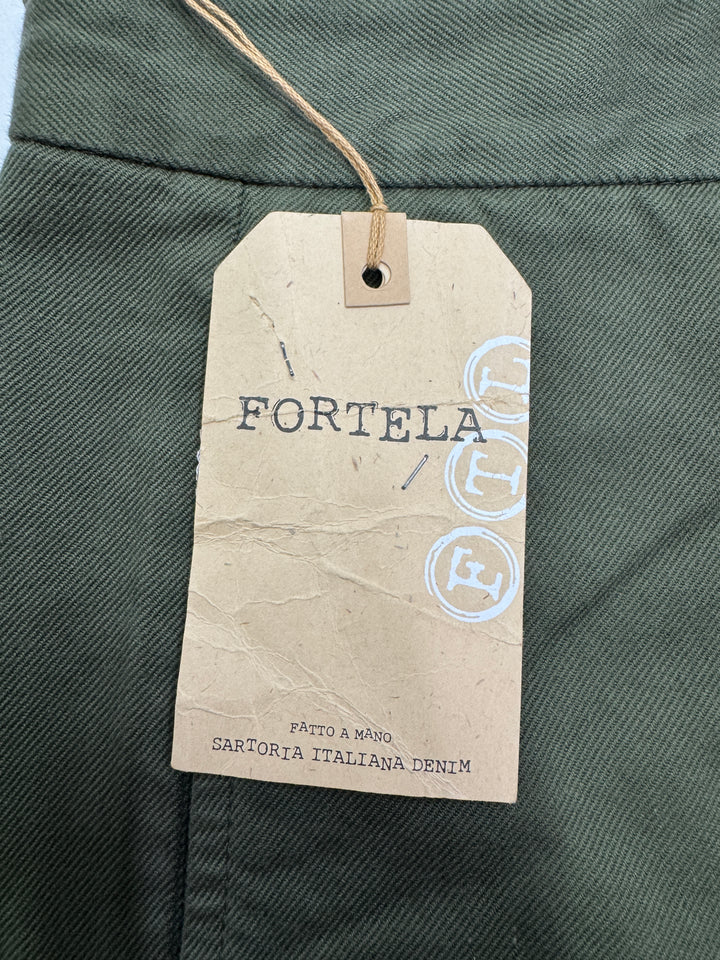 FORTELA
L
T
F
FATTO A MANO
SARTORIA ITALIANA DENIM